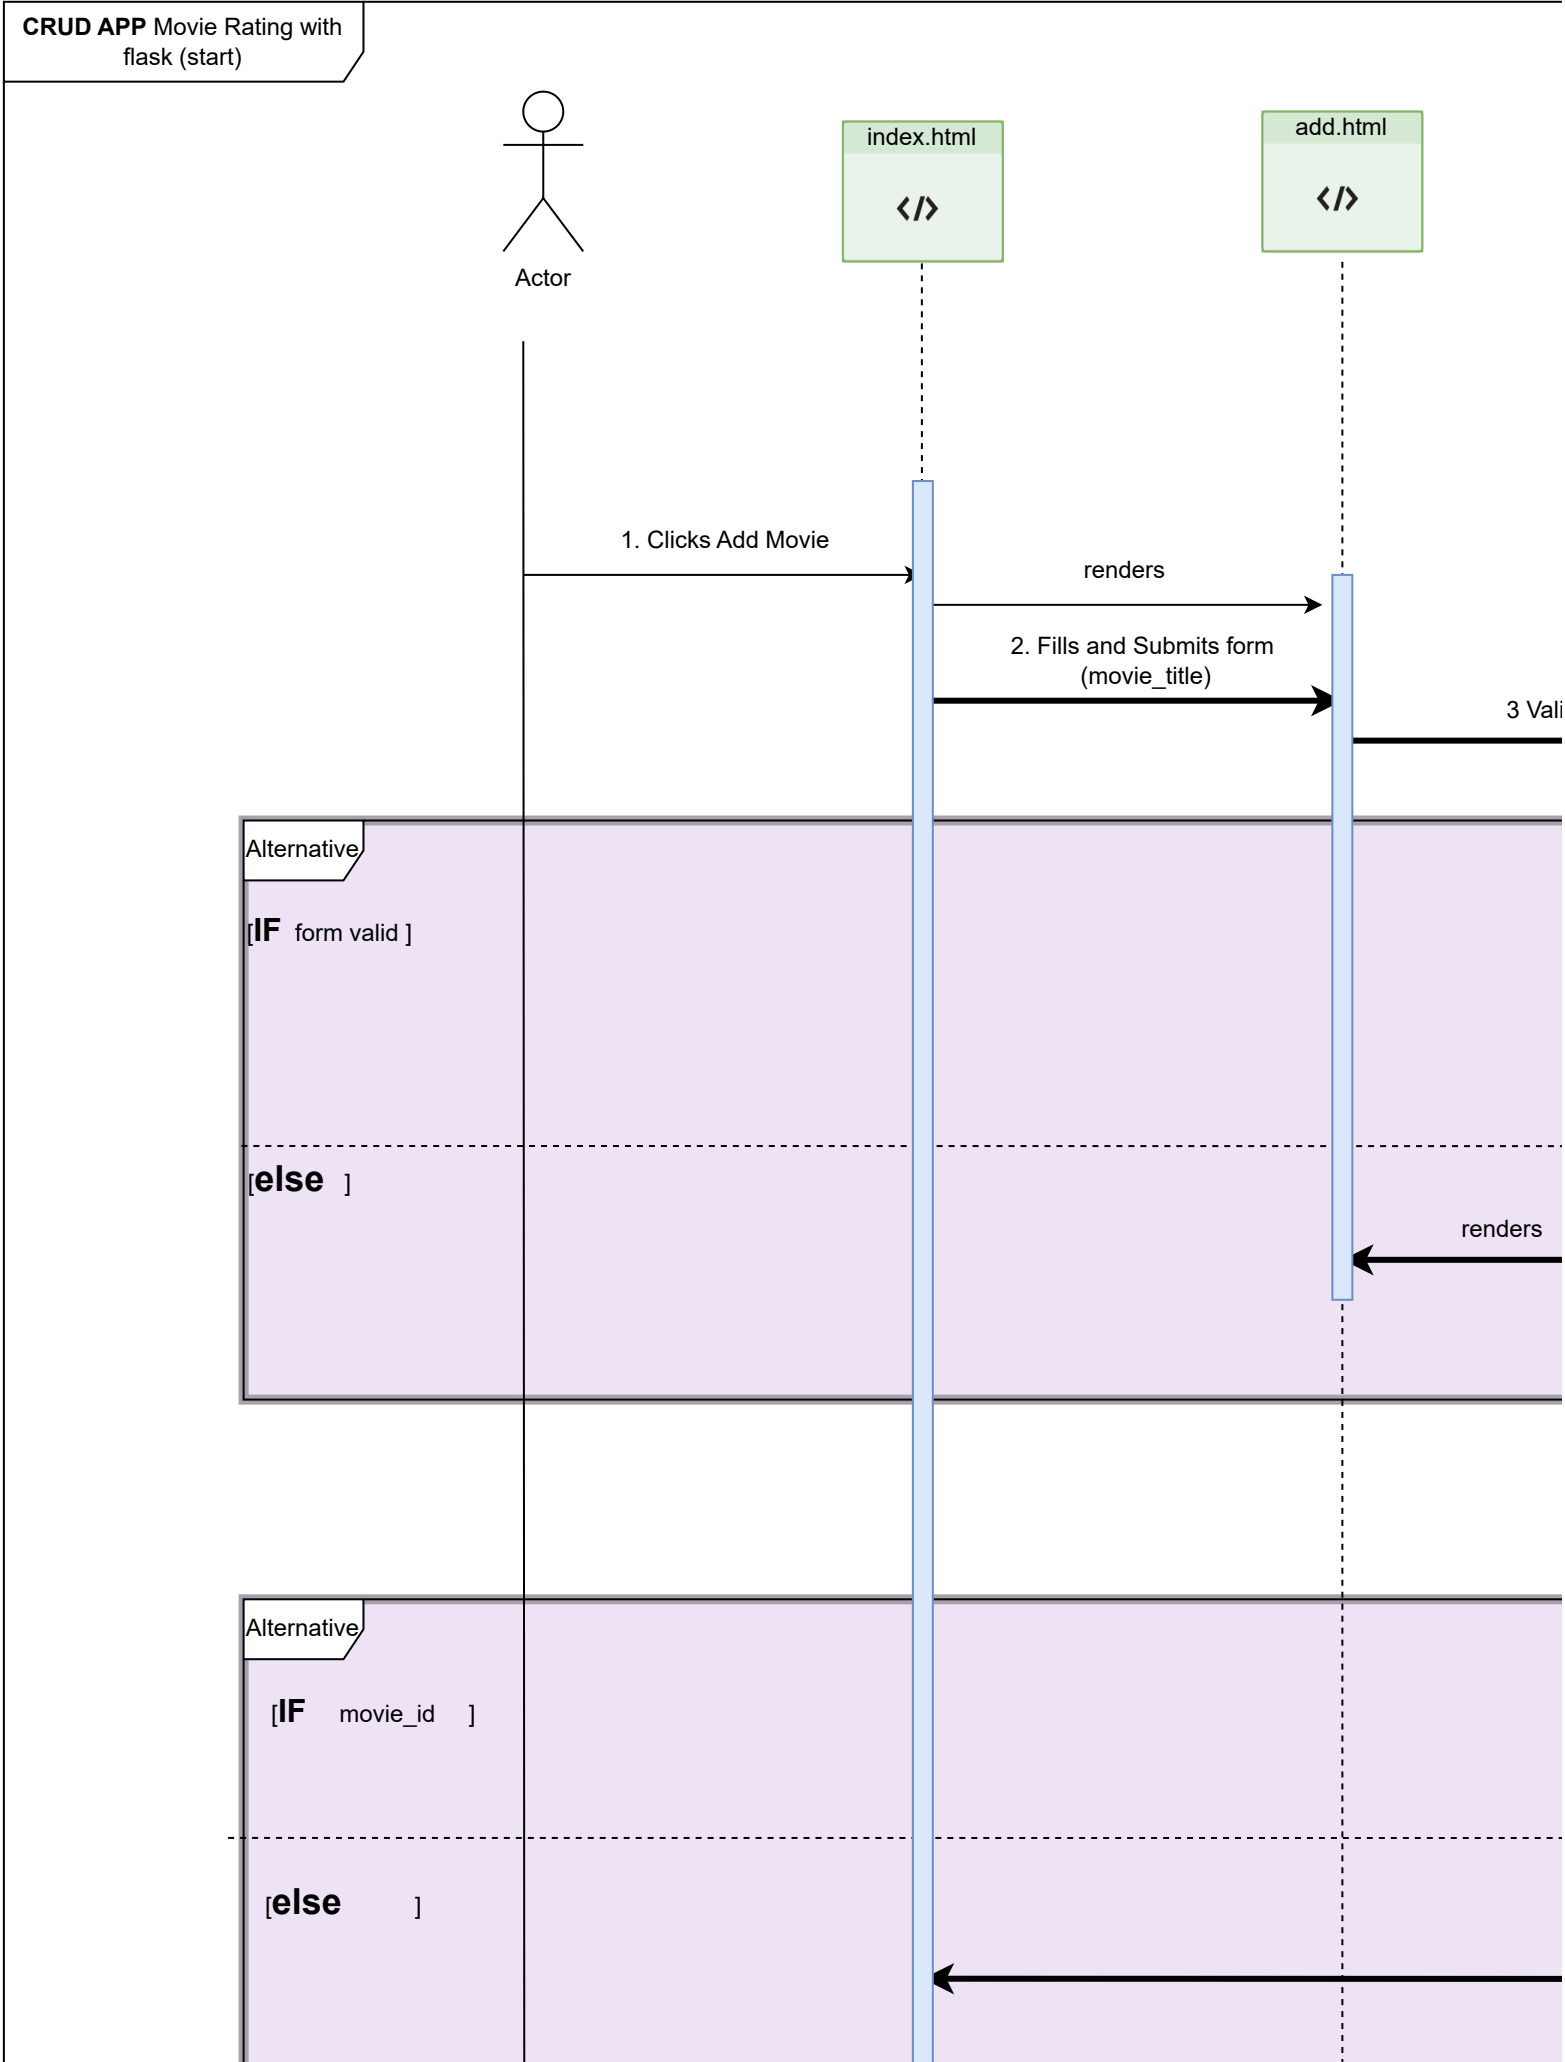 CRUD APP Movie Rating with
flask (start)
index.html
add.html
</>
</>
Actor
1. Clicks Add Movie
renders
2. Fills and Submits form
(movie_title)
3 Vali
Alternative
[IF form valid ]
[else ]
renders
Alternative
[IF movie_id ]
[else ]